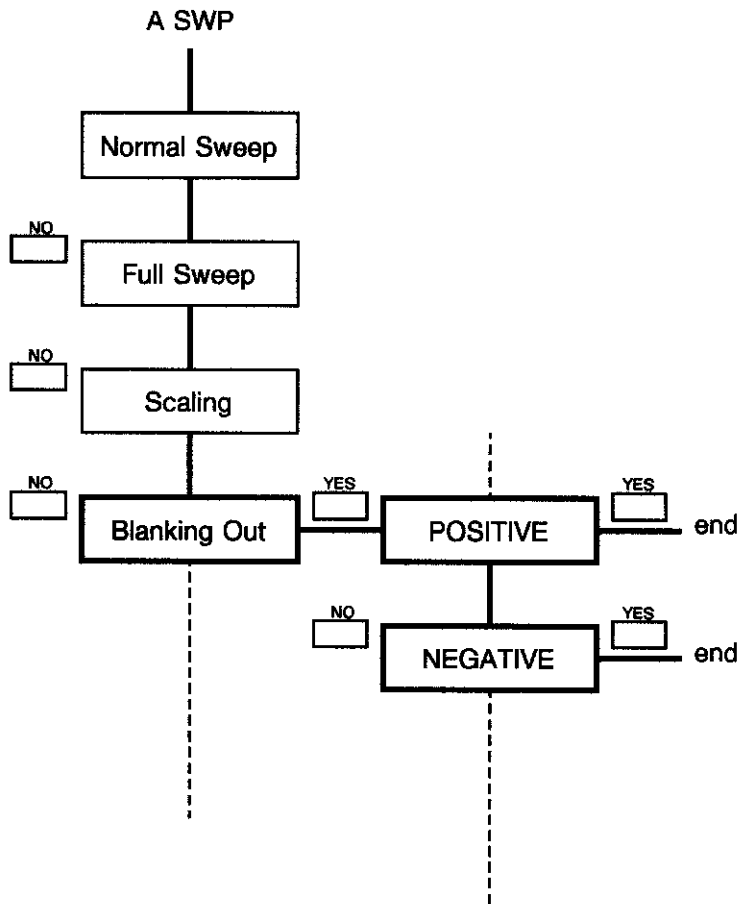 A SWP
Normal Sweep
NO
Full Sweep
NO
Scaling
NO
Blanking Out
YES
POSITIVE
YES
end
NO
NEGATIVE
YES
end